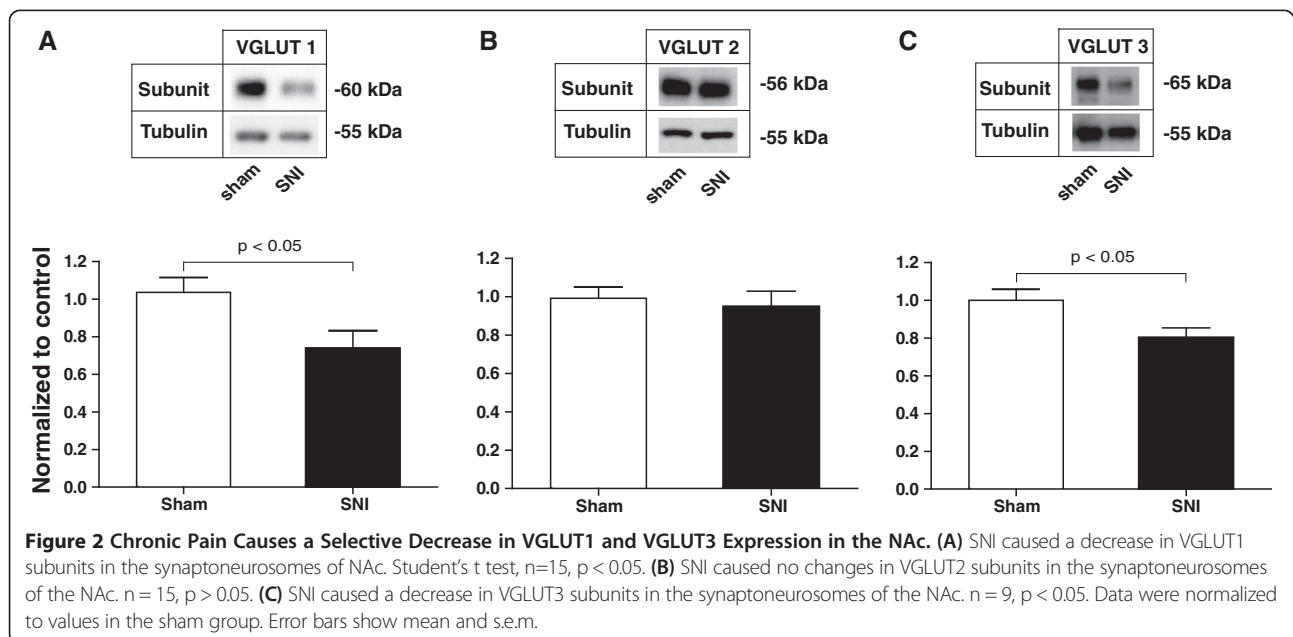 A
VGLUT 1
Subunit
-60 kDa
Tubulin
-55 kDa
sham
SNI
B
VGLUT 2
Subunit
-56 kDa
Tubulin
-55 kDa
sham
SNI
C
VGLUT 3
Subunit
-65 kDa
Tubulin
-55 kDa
sham
SNI
Normalized to control
1.2
1.0
0.8
0.6
0.4
0.2
0.0
p < 0.05
Sham
SNI
1.2
1.0
0.8
0.6
0.4
0.2
0.0
Sham
SNI
1.2
1.0
0.8
0.6
0.4
0.2
0.0
p < 0.05
Sham
SNI
Figure 2 Chronic Pain Causes a Selective Decrease in VGLUT1 and VGLUT3 Expression in the NAc. (A) SNI caused a decrease in VGLUT1
subunits in the synaptoneurosomes of NAc. Student's t test, n=15, p < 0.05. (B) SNI caused no changes in VGLUT2 subunits in the synaptoneurosomes
of the NAc. n = 15, p > 0.05. (C) SNI caused a decrease in VGLUT3 subunits in the synaptoneurosomes of the NAc. n = 9, p < 0.05. Data were normalized
to values in the sham group. Error bars show mean and s.e.m.